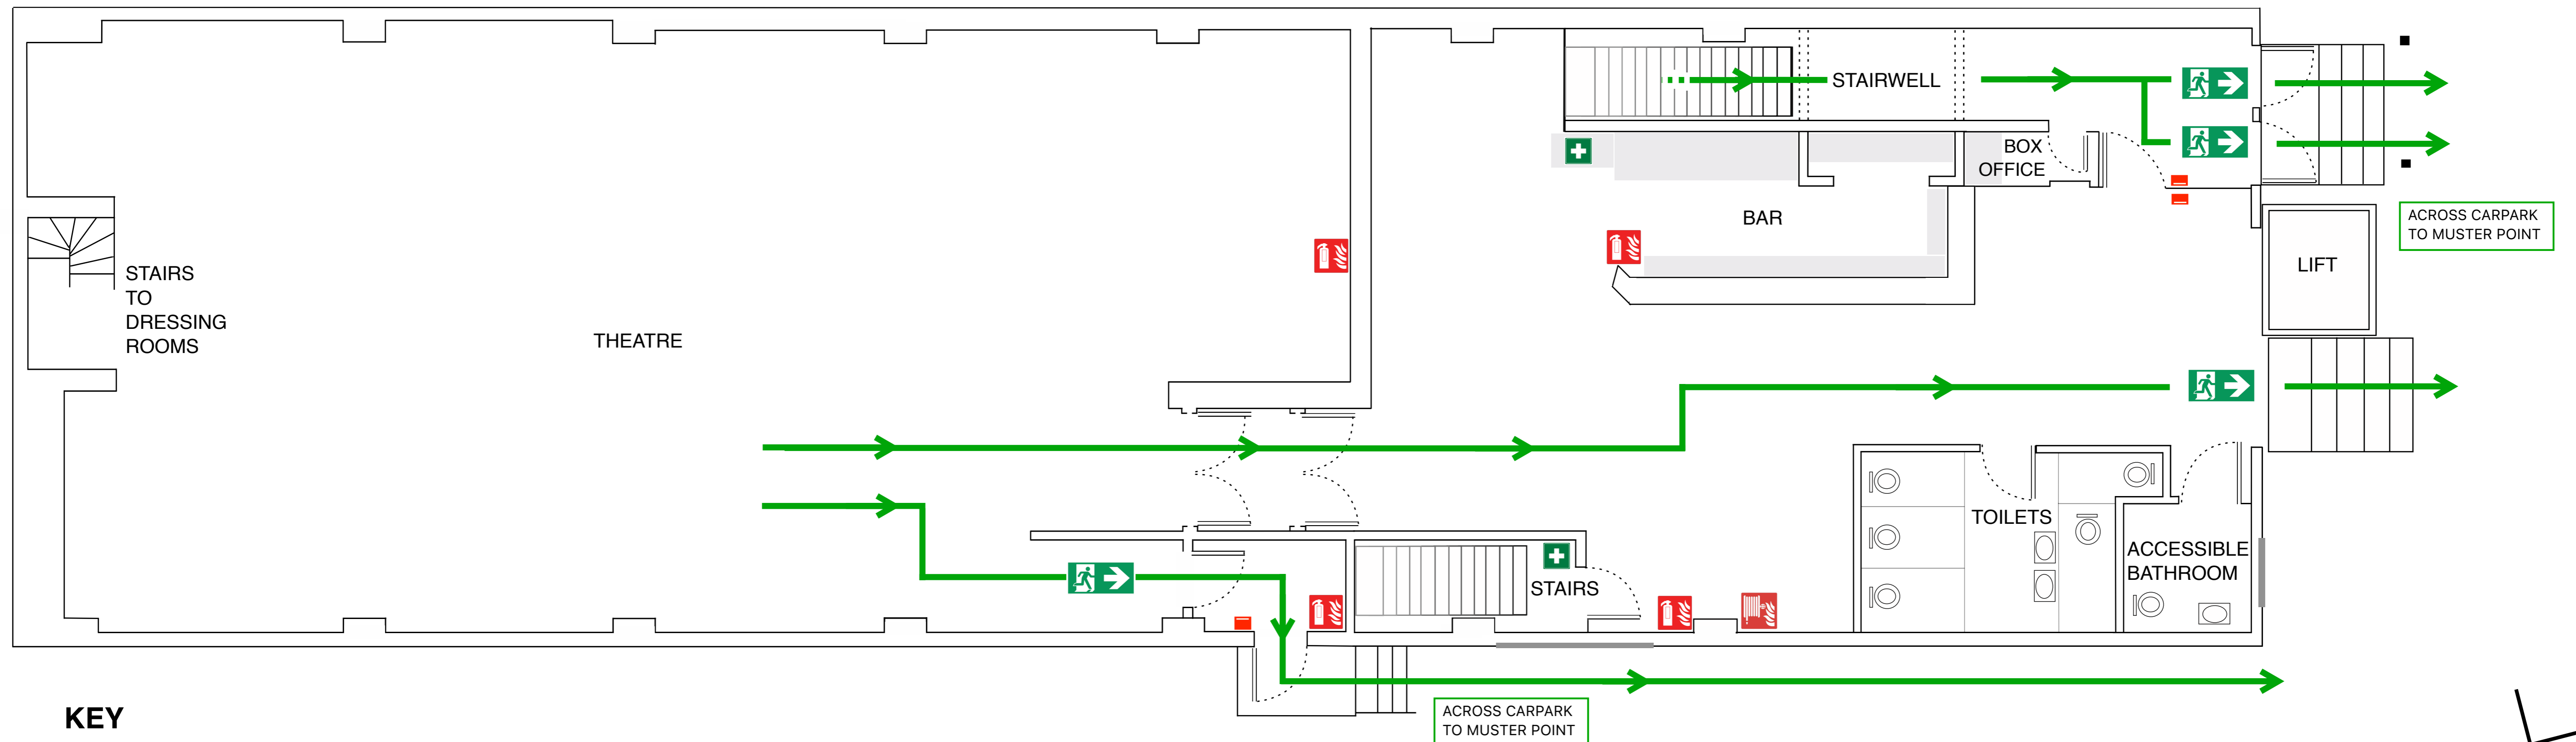 STAIRWELL
BOX
OFFICE
BAR
ACROSS CARPARK
TO MUSTER POINT
LIFT
STAIRS
TO
DRESSING
ROOMS
THEATRE
TOILETS
ACCESSIBLE
BATHROOM
STAIRS
KEY
ACROSS CARPARK
TO MUSTER POINT